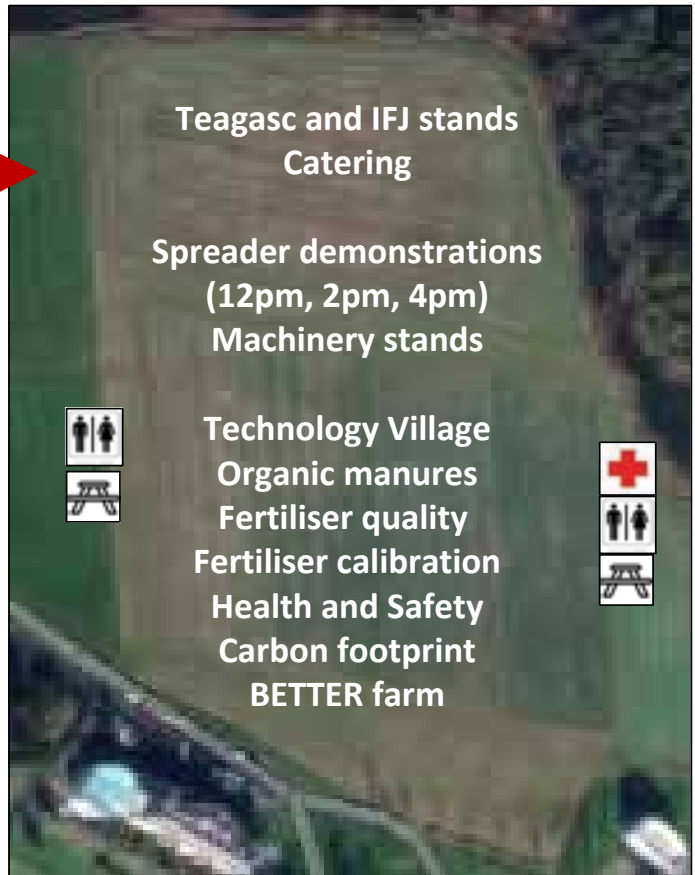 Teagasc and IFJ stands
Catering
Spreader demonstrations
(12pm, 2pm, 4pm)
Machinery stands
Technology Village
Organic manures
Fertiliser quality
Fertiliser calibration
Health and Safety
Carbon footprint
BETTER farm